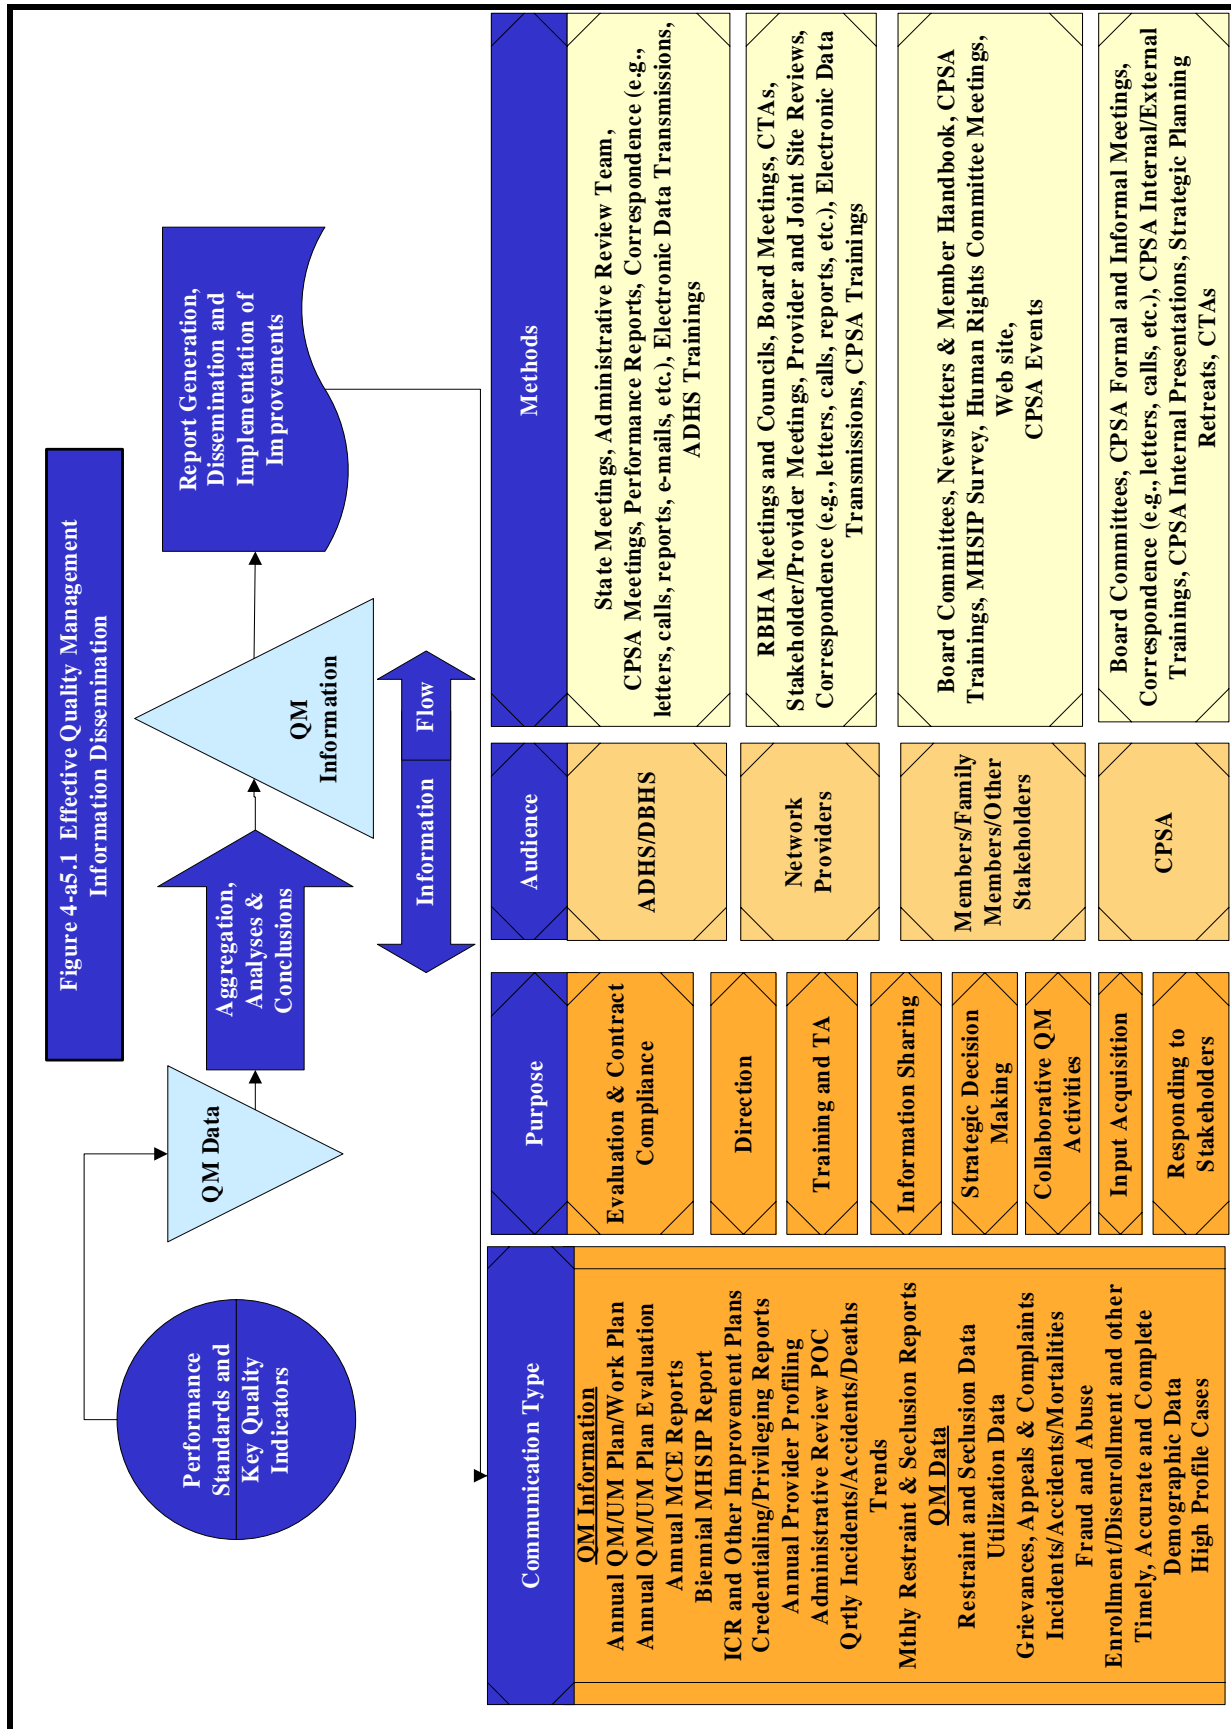 Figure 4-a5.1 Effective Quality Management
Information Dissemination
Performance
Standards and
Key Quality
Indicators
QM Data
Aggregation,
Analyses &
Conclusions
QM
Information
Report Generation,
Dissemination and
Implementation of
Improvements
Information
Flow
Communication Type
QM Information
Annual QM/UM Plan/Work Plan
Annual QM/UM Plan Evaluation
Annual MCE Reports
Biennial MHSIP Report
ICR and Other Improvement Plans
Credentialing/Privileging Reports
Annual Provider Profiling
Administrative Review POC
Qrtly Incidents/Accidents/Deaths
Trends
Mthly Restraint & Seclusion Reports
QM Data
Restraint and Seclusion Data
Utilization Data
Grievances, Appeals & Complaints
Incidents/Accidents/Mortalities
Fraud and Abuse
Enrollment/Disenrollment and other
Timely, Accurate and Complete
Demographic Data
High Profile Cases
Purpose
Evaluation & Contract
Compliance
Direction
Training and TA
Information Sharing
Strategic Decision
Making
Collaborative QM
Activities
Input Acquisition
Responding to
Stakeholders
Audience
ADHS/DBHS
Network
Providers
Members/Family
Members/Other
Stakeholders
CPSA
Methods
State Meetings, Administrative Review Team,
CPSA Meetings, Performance Reports, Correspondence (e.g.,
letters, calls, reports, e-mails, etc.), Electronic Data Transmissions,
ADHS Trainings
RBHA Meetings and Councils, Board Meetings, CTAs,
Stakeholder/Provider Meetings, Provider and Joint Site Reviews,
Correspondence (e.g., letters, calls, reports, etc.), Electronic Data
Transmissions, CPSA Trainings
Board Committees, Newsletters & Member Handbook, CPSA
Trainings, MHSIP Survey, Human Rights Committee Meetings,
Web site,
CPSA Events
Board Committees, CPSA Formal and Informal Meetings,
Correspondence (e.g., letters, calls, etc.), CPSA Internal/External
Trainings, CPSA Internal Presentations, Strategic Planning
Retreats, CTAs